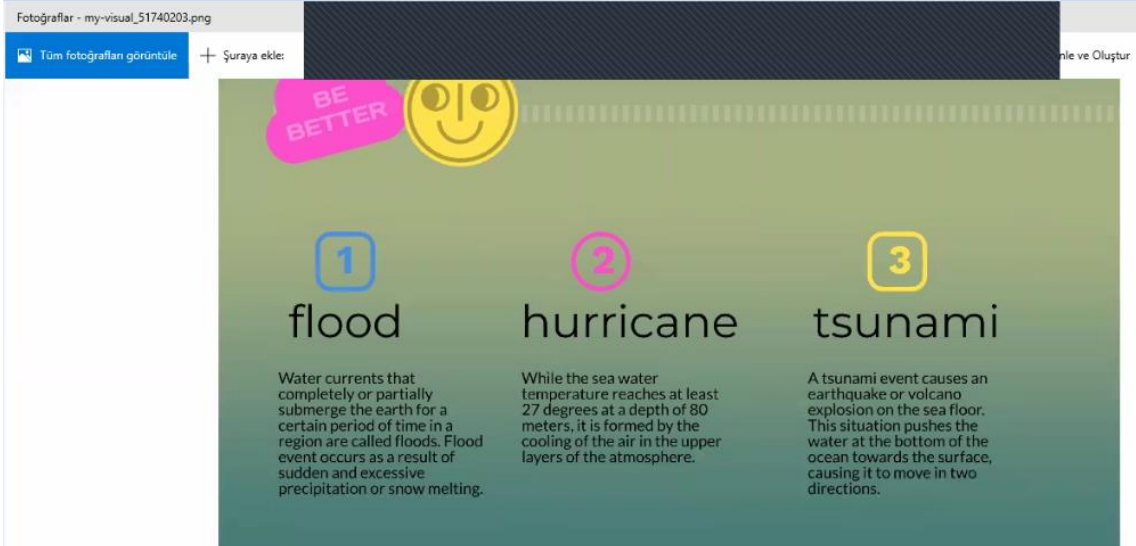 Fotoğraflar - my-visual_51740203.png
Tüm fotoğrafları görüntüle
Şuraya ekle:
nle ve Oluştur
BE
BETTER
1
flood
Water currents that
completely or partially
submerge the earth for a
certain period of time in a
region are called floods. Flood
event occurs as a result of
sudden and excessive
precipitation or snow melting.
2
hurricane
While the sea water
temperature reaches at least
27 degrees at a depth of 80
meters, it is formed by the
cooling of the air in the upper
layers of the atmosphere.
3
tsunami
A tsunami event causes an
earthquake or volcano
explosion on the sea floor.
This situation pushes the
water at the bottom of the
ocean towards the surface,
causing it to move in two
directions.